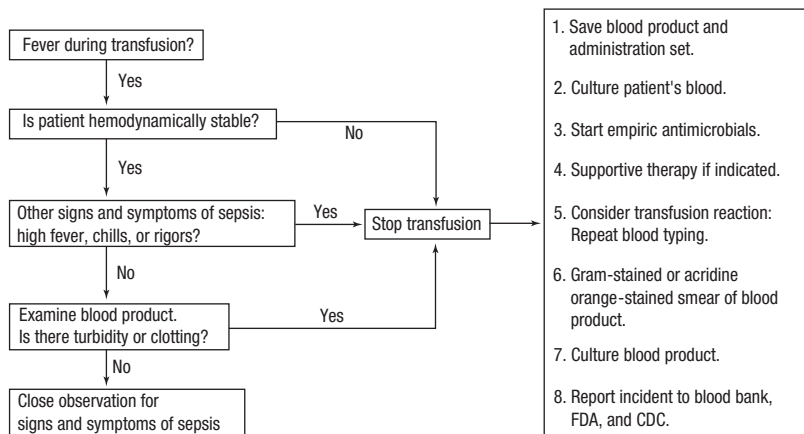 Fever during transfusion?
Yes
Is patient hemodynamically stable?
No
Yes
Other signs and symptoms of sepsis:
high fever, chills, or rigors?
Yes
Stop transfusion
No
Examine blood product.
Is there turbidity or clotting?
Yes
No
Close observation for
signs and symptoms of sepsis
1. Save blood product and
administration set.
2. Culture patient's blood.
3. Start empiric antimicrobials.
4. Supportive therapy if indicated.
5. Consider transfusion reaction:
Repeat blood typing.
6. Gram-stained or acridine
orange-stained smear of blood
product.
7. Culture blood product.
8. Report incident to blood bank,
FDA, and CDC.